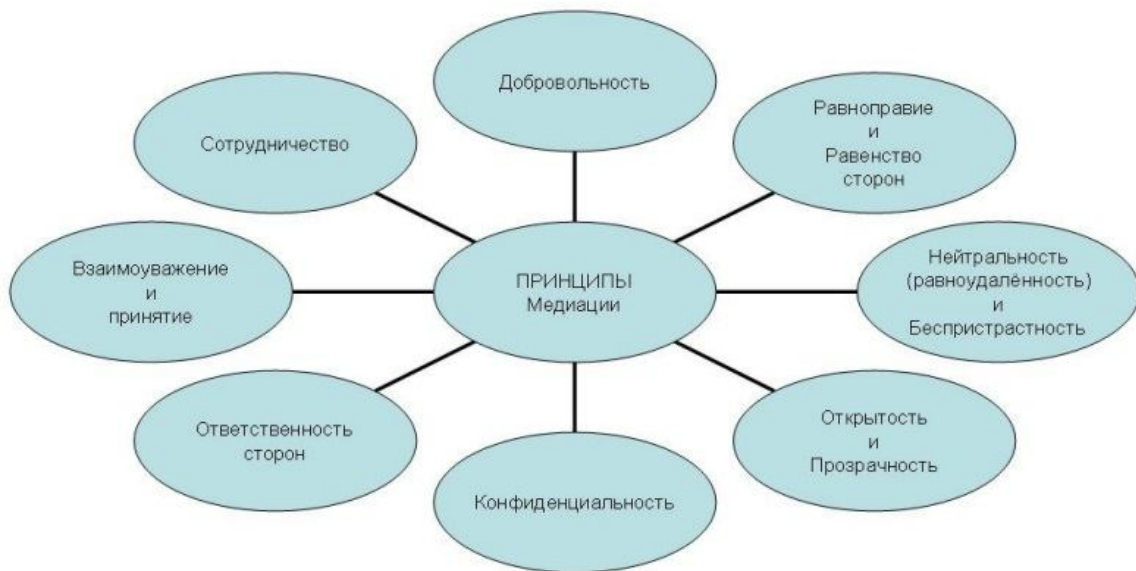 Добровольность
Равноправие
и
Равенство
сторон
Сотрудничество
Взаимоуважение
и
принятие
ПРИНЦИПЫ
Медиации
Нейтральность
(равноудалённость)
и
Беспристрастность
Ответственность
сторон
Открытость
и
Прозрачность
Конфиденциальность